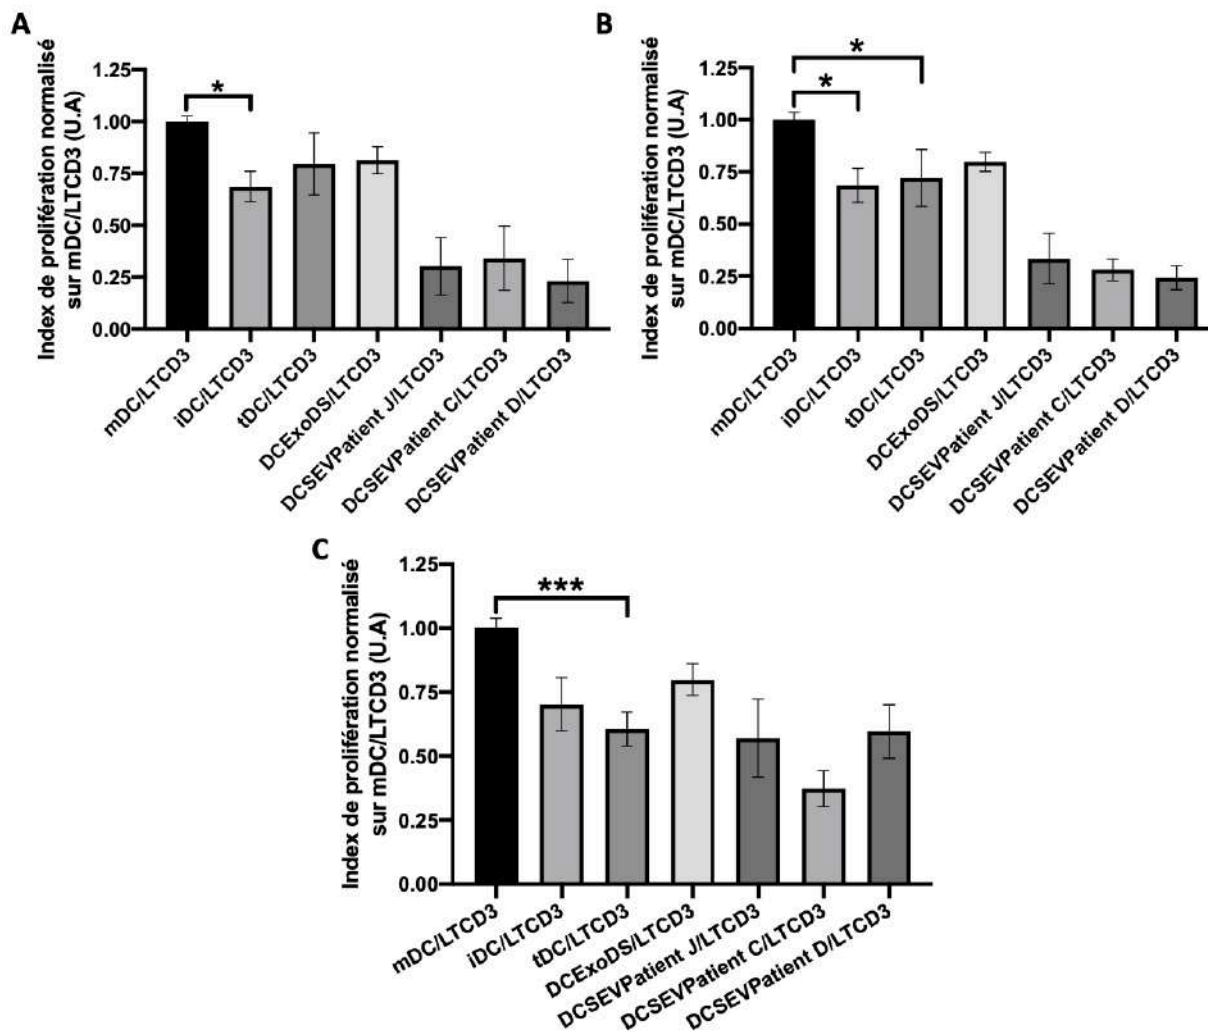 A
Index de prolifération normalisé
sur mDC/LTCD3 (U.A)
1.25
1.00
0.75
0.50
0.25
0.00
*
mDC/LTCD3
iDC/LTCD3
tDC/LTCD3
DCExoDS/LTCD3
DCSEVPatient J/LTCD3
DCSEVPatient C/LTCD3
DCSEVPatient D/LTCD3
B
Index de prolifération normalisé
sur mDC/LTCD3 (U.A)
1.25
1.00
0.75
0.50
0.25
0.00
*
*
mDC/LTCD3
iDC/LTCD3
tDC/LTCD3
DCExoDS/LTCD3
DCSEVPatient J/LTCD3
DCSEVPatient C/LTCD3
DCSEVPatient D/LTCD3
C
Index de prolifération normalisé
sur mDC/LTCD3 (U.A)
1.25
1.00
0.75
0.50
0.25
0.00
***
mDC/LTCD3
iDC/LTCD3
tDC/LTCD3
DCExoDS/LTCD3
DCSEVPatient J/LTCD3
DCSEVPatient C/LTCD3
DCSEVPatient D/LTCD3